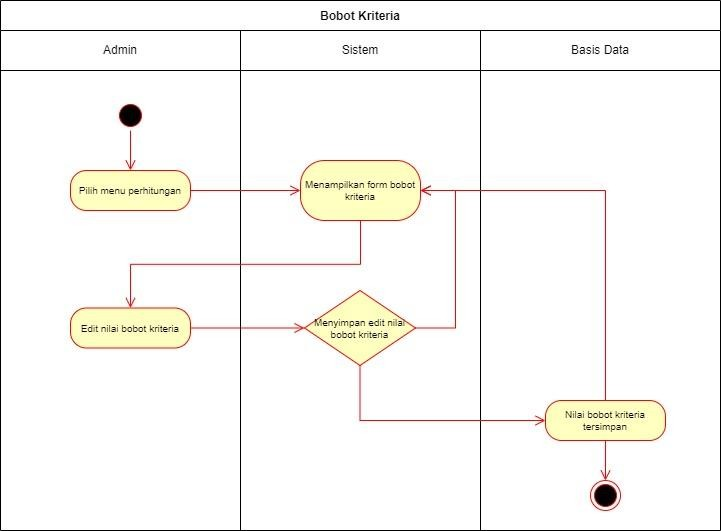 Bobot Kriteria
Admin
Sistem
Basis Data
Pilih menu perhitungan
Menampilkan form bobot
kriteria
Edit nilai bobot kriteria
Menyimpan edit nilai
bobot kriteria
Nilai bobot kriteria
tersimpan